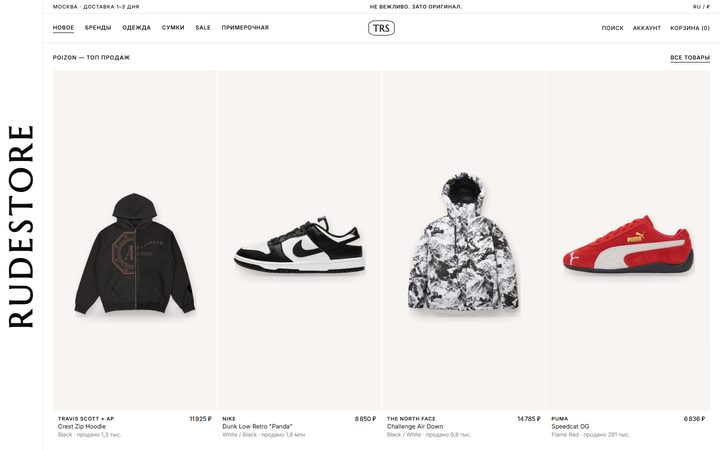 МОСКВА · ДОСТАВКА 1–3 ДНЯ
НЕ ВЕЖЛИВО. ЗАТО ОРИГИНАЛ.
RU / ₽
НОВОЕ БРЕНДЫ ОДЕЖДА СУМКИ SALE ПРИМЕРОЧНАЯ
TRS
ПОИСК АККАУНТ КОРЗИНА (0)
RUDESTORE
POIZON — ТОП ПРОДАЖ
ВСЕ ТОВАРЫ
PUMA
TRAVIS SCOTT × AP 11 925 ₽
Crest Zip Hoodie
Black · продано 1,3 тыс.
NIKE 8 850 ₽
Dunk Low Retro "Panda"
White / Black · продано 1,8 млн
THE NORTH FACE 14 785 ₽
Challenge Air Down
Black / White · продано 9,8 тыс.
PUMA 6 836 ₽
Speedcat OG
Flame Red · продано 291 тыс.